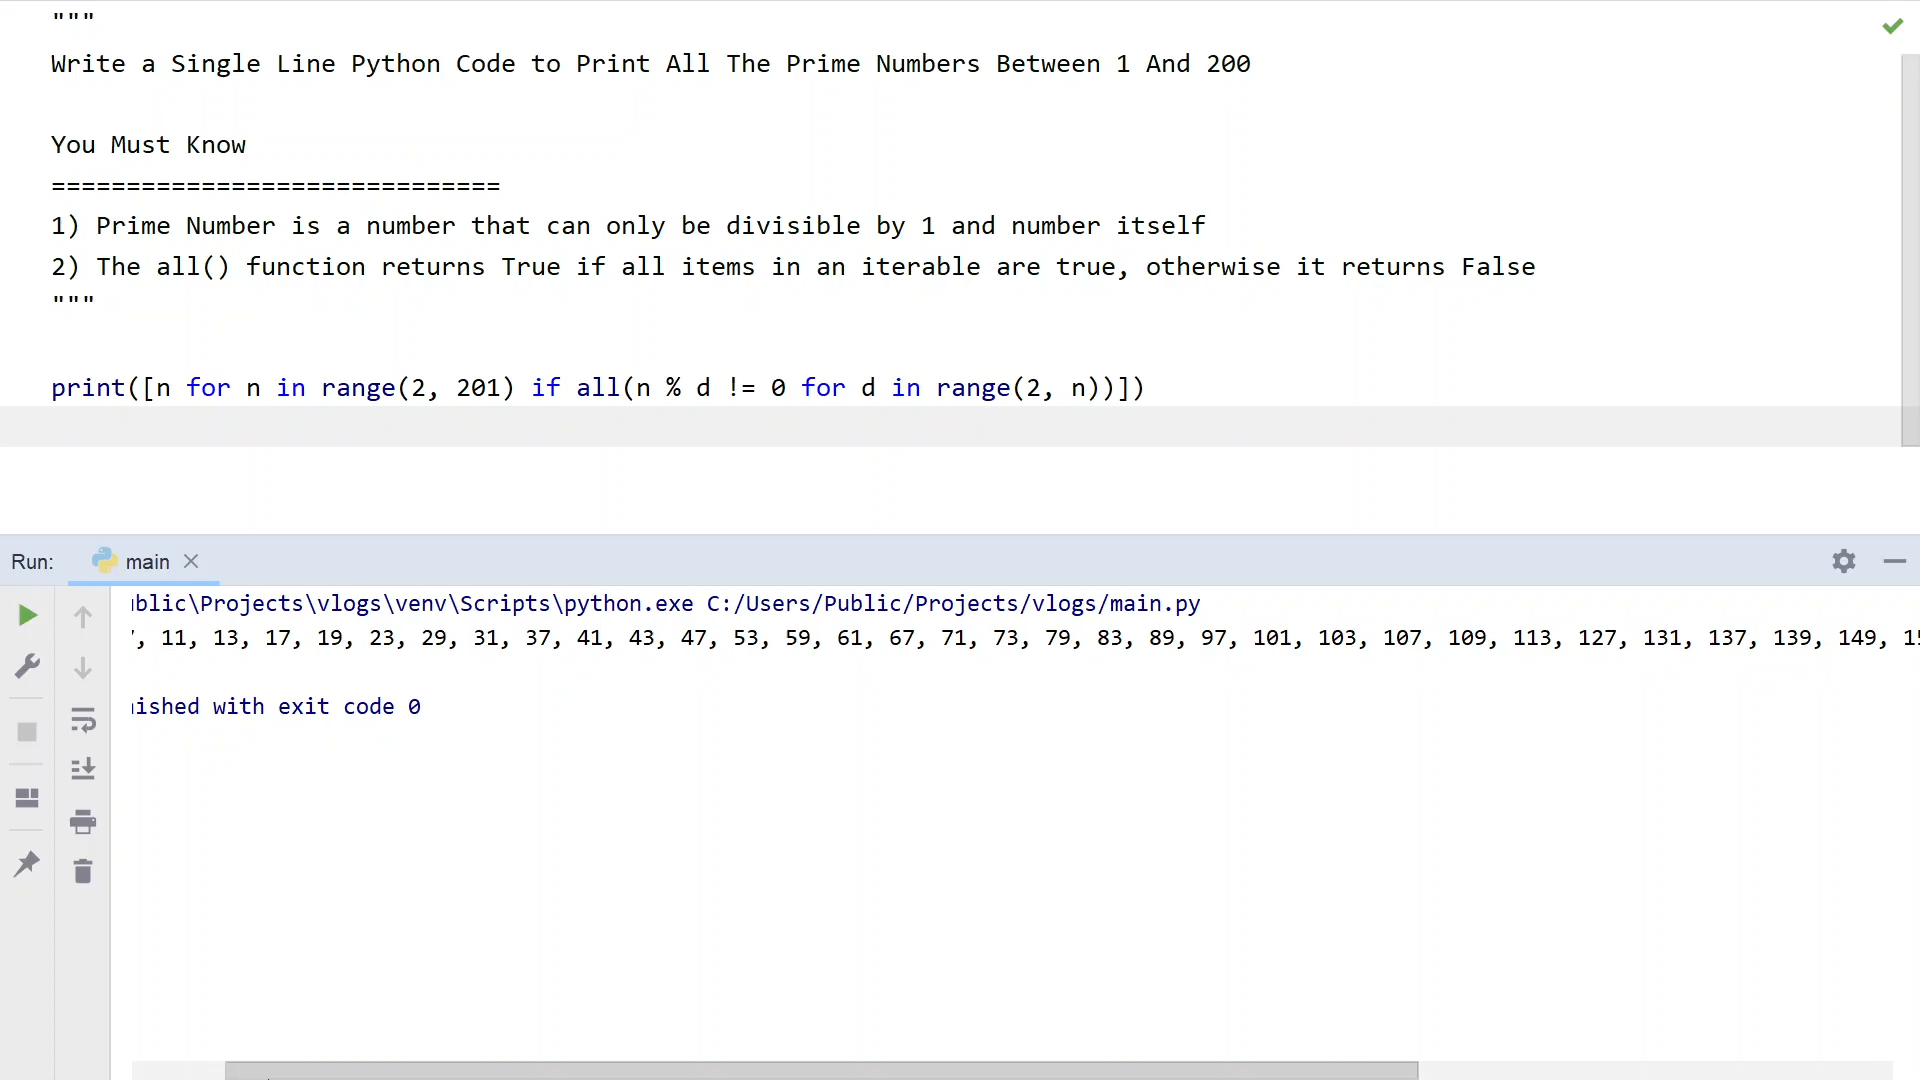 """
Write a Single Line Python Code to Print All The Prime Numbers Between 1 And 200
You Must Know
==============================
1) Prime Number is a number that can only be divisible by 1 and number itself
2) The all() function returns True if all items in an iterable are true, otherwise it returns False
"""
print([n for n in range(2, 201) if all(n % d != 0 for d in range(2, n))])
Run: main
\Projects\vlogs\venv\Scripts\python.exe C:/Users/Public/Projects/vlogs/main.py
, 11, 13, 17, 19, 23, 29, 31, 37, 41, 43, 47, 53, 59, 61, 67, 71, 73, 79, 83, 89, 97, 101, 103, 107, 109, 113, 127, 131, 137, 139, 149,
with exit code 0